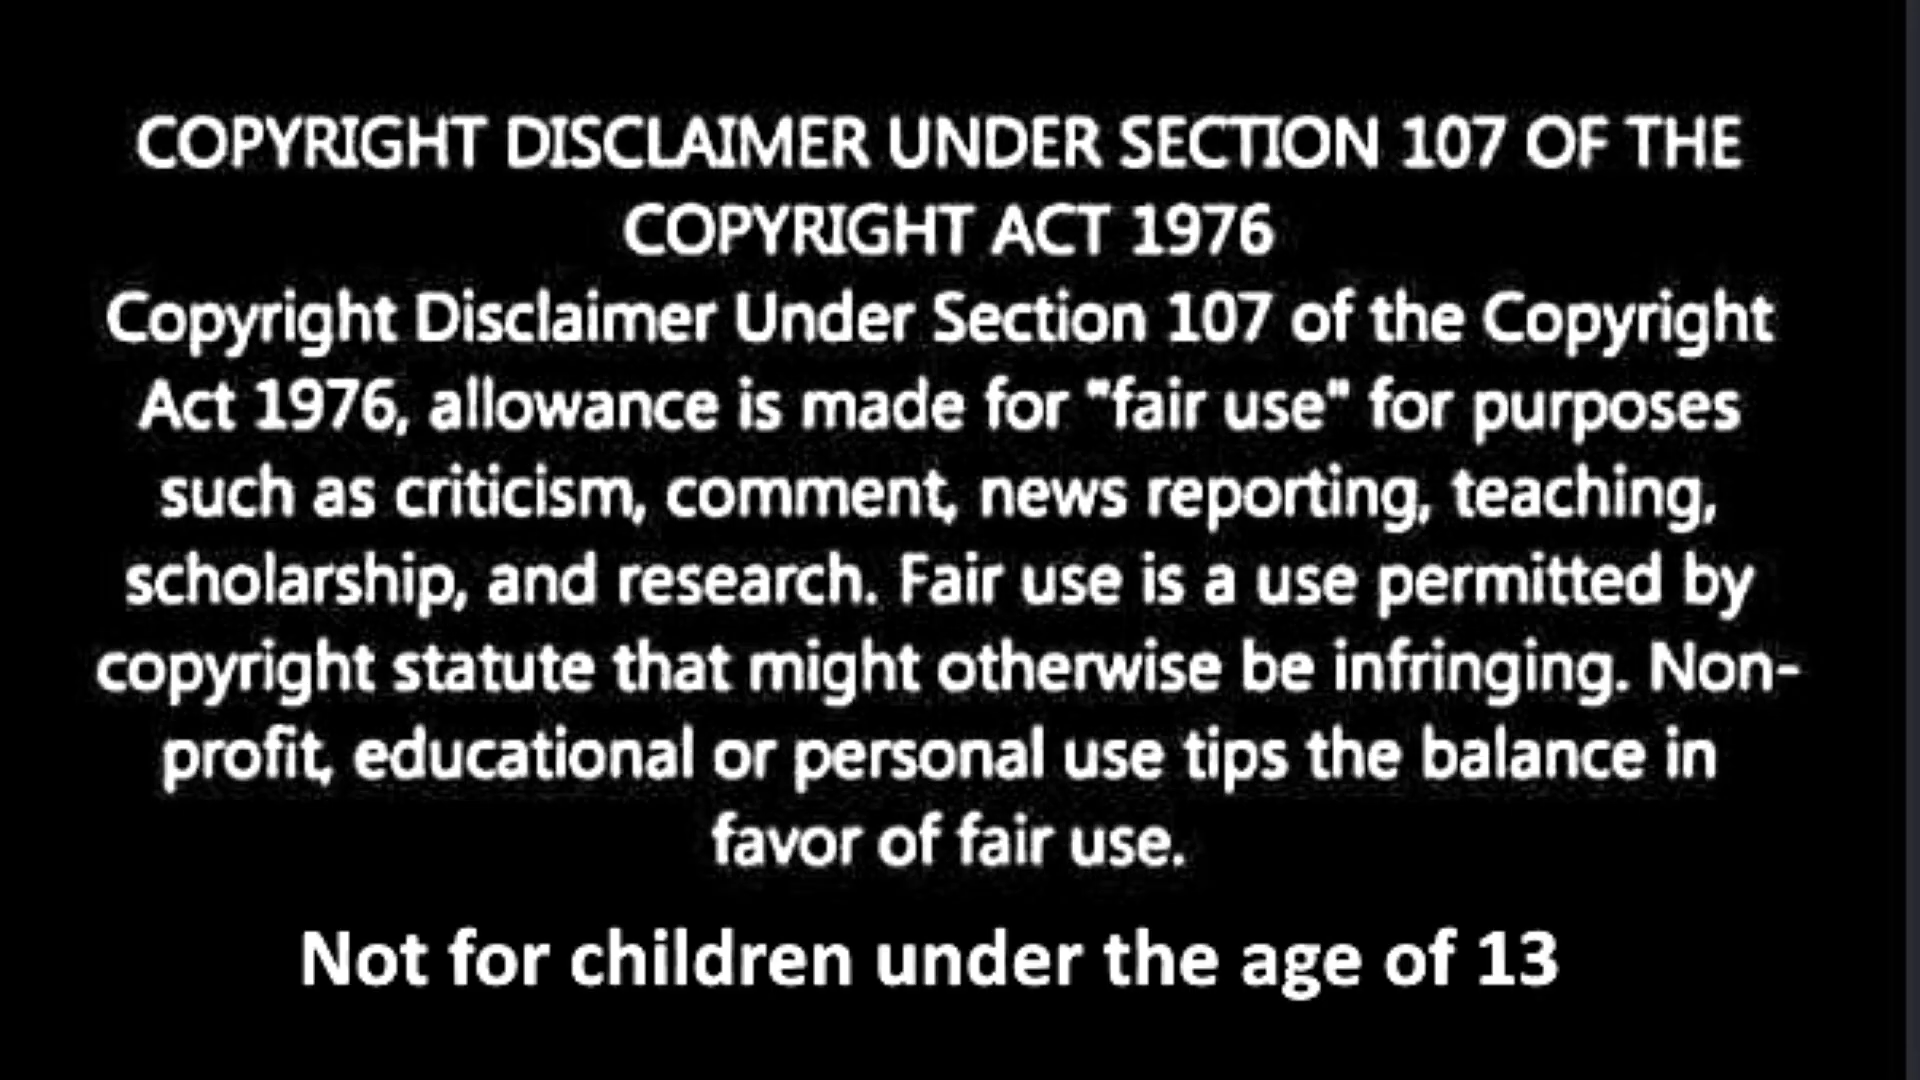 COPYRIGHT DISCLAIMER UNDER SECTION 107 OF THE
COPYRIGHT ACT 1976
Copyright Disclaimer Under Section 107 of the Copyright
Act 1976, allowance is made for "fair use" for purposes
such as criticism, comment, news reporting, teaching,
scholarship, and research. Fair use is a use permitted by
copyright statute that might otherwise be infringing. Non-
profit, educational or personal use tips the balance in
favor of fair use.
Not for children under the age of 13